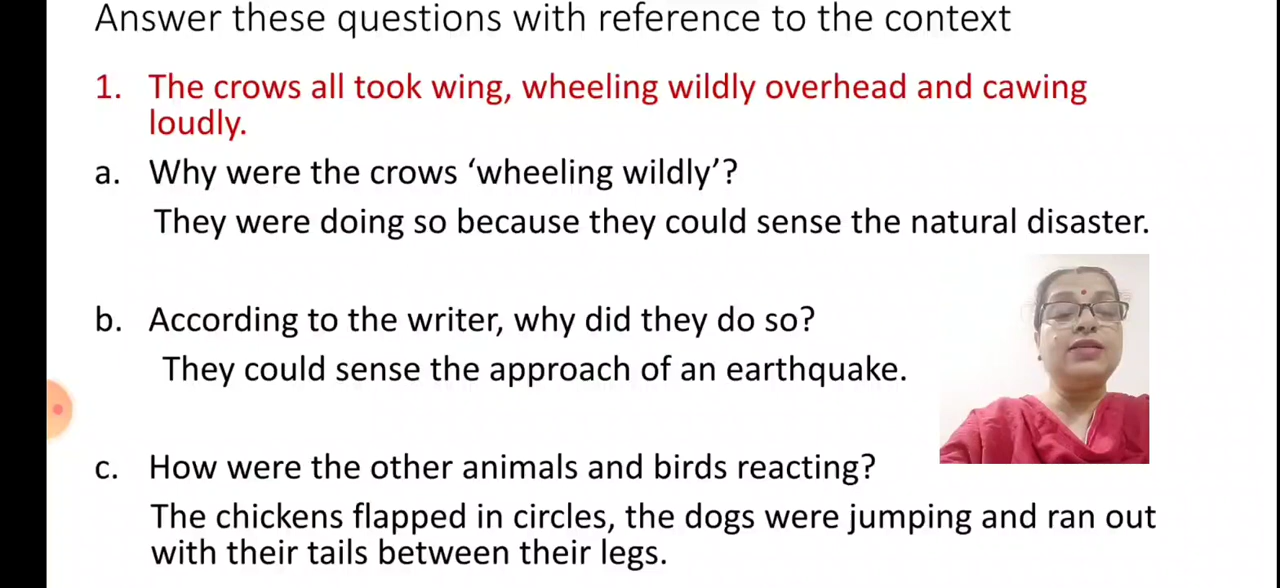 Answer these questions with reference to the context
1. The crows all took wing, wheeling wildly overhead and cawing
loudly.
a. Why were the crows ‘wheeling wildly’?
They were doing so because they could sense the natural disaster.
b. According to the writer, why did they do so?
They could sense the approach of an earthquake.
c. How were the other animals and birds reacting?
The chickens flapped in circles, the dogs were jumping and ran out
with their tails between their legs.